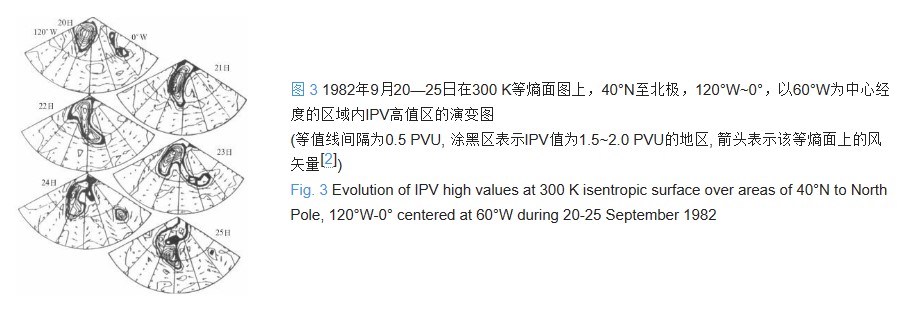 20日
120° W
0° W
21日
22日
23日
24日
25日
图 3 1982年9月20—25日在300 K等熵面图上，40°N至北极，120°W~0°，以60°W为中心经
度的区域内IPV高值区的演变图
(等值线间隔为0.5 PVU, 涂黑区表示IPV值为1.5~2.0 PVU的地区, 箭头表示该等熵面上的风
矢量[2])
Fig. 3 Evolution of IPV high values at 300 K isentropic surface over areas of 40°N to North
Pole, 120°W-0° centered at 60°W during 20-25 September 1982